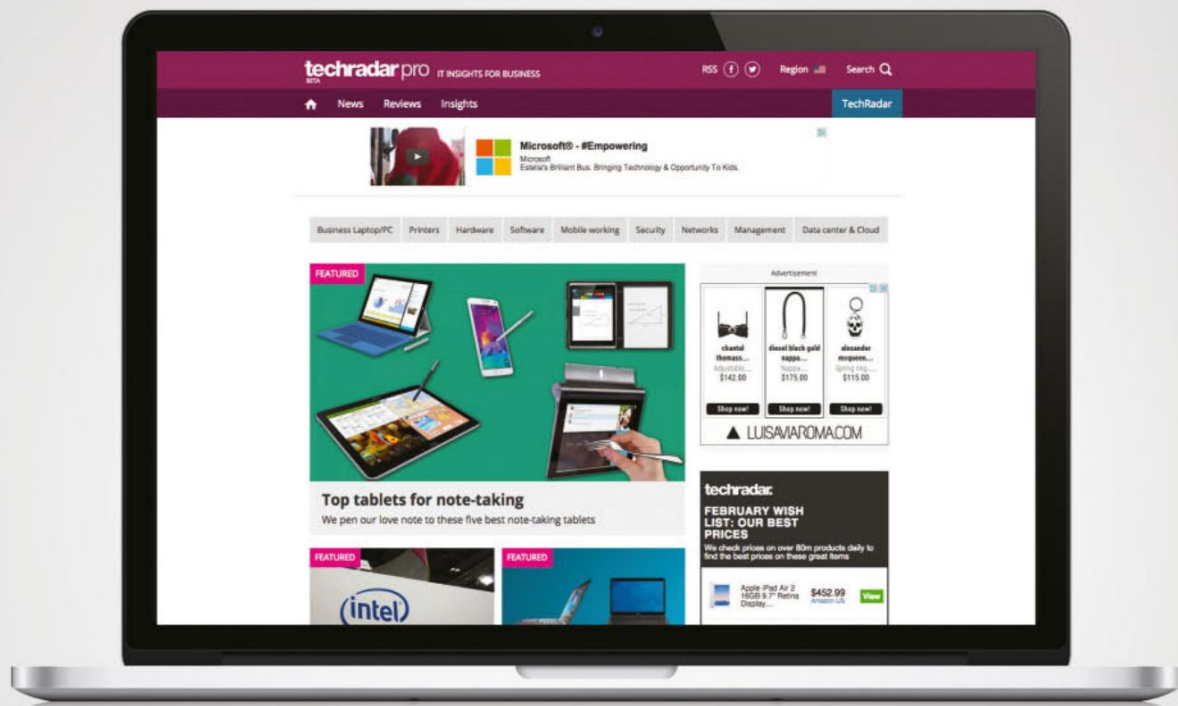 techradar pro IT INSIGHTS FOR BUSINESS
BETA
RSS
Region
Search
News
Reviews
Insights
TechRadar
Microsoft® - #Empowering
Microsoft
Estela's Brilliant Bus. Bringing Technology & Opportunity To Kids.
Business Laptop/PC
Printers
Hardware
Software
Mobile working
Security
Networks
Management
Data center & Cloud
FEATURED
Top tablets for note-taking
We pen our love note to these five best note-taking tablets
FEATURED
intel
FEATURED
Advertisement
chantal
thomass...
Adjustable...
$142.00
Shop now!
diesel black gold
nappa...
Nappa...
$175.00
Shop now!
alexander
mcqueen...
Spring ring...
$115.00
Shop now!
LUISAVIAROMA.COM
techradar.
FEBRUARY WISH
LIST: OUR BEST
PRICES
We check prices on over 80m products daily to
find the best prices on these great items
Apple iPad Air 2
16GB 9.7" Retina
Display...
$452.99
Amazon US
View